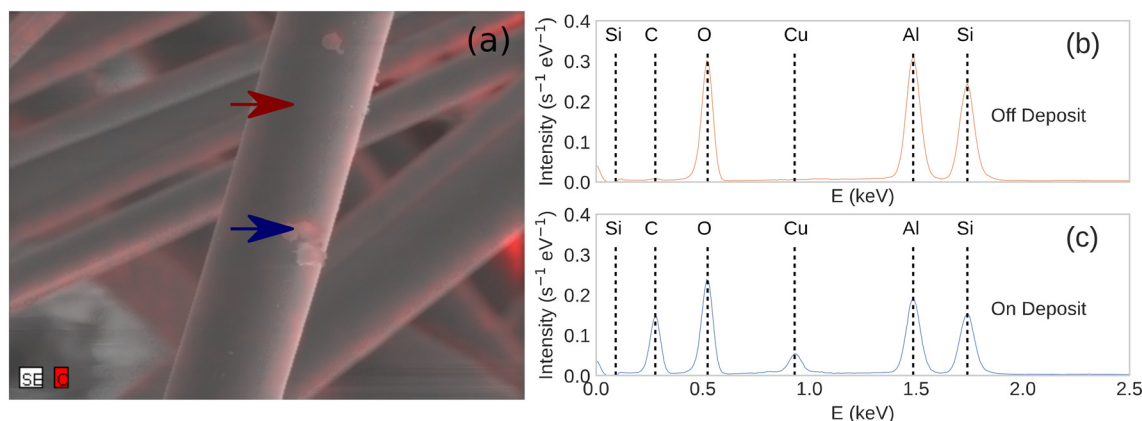 (a)
SE C
Si C O Cu Al Si
(b)
Off Deposit
Intensity (s⁻¹ eV⁻¹)
0.4
0.3
0.2
0.1
0.0
E (keV)
Si C O Cu Al Si
(c)
On Deposit
Intensity (s⁻¹ eV⁻¹)
0.4
0.3
0.2
0.1
0.0
0.0 0.5 1.0 1.5 2.0 2.5
E (keV)